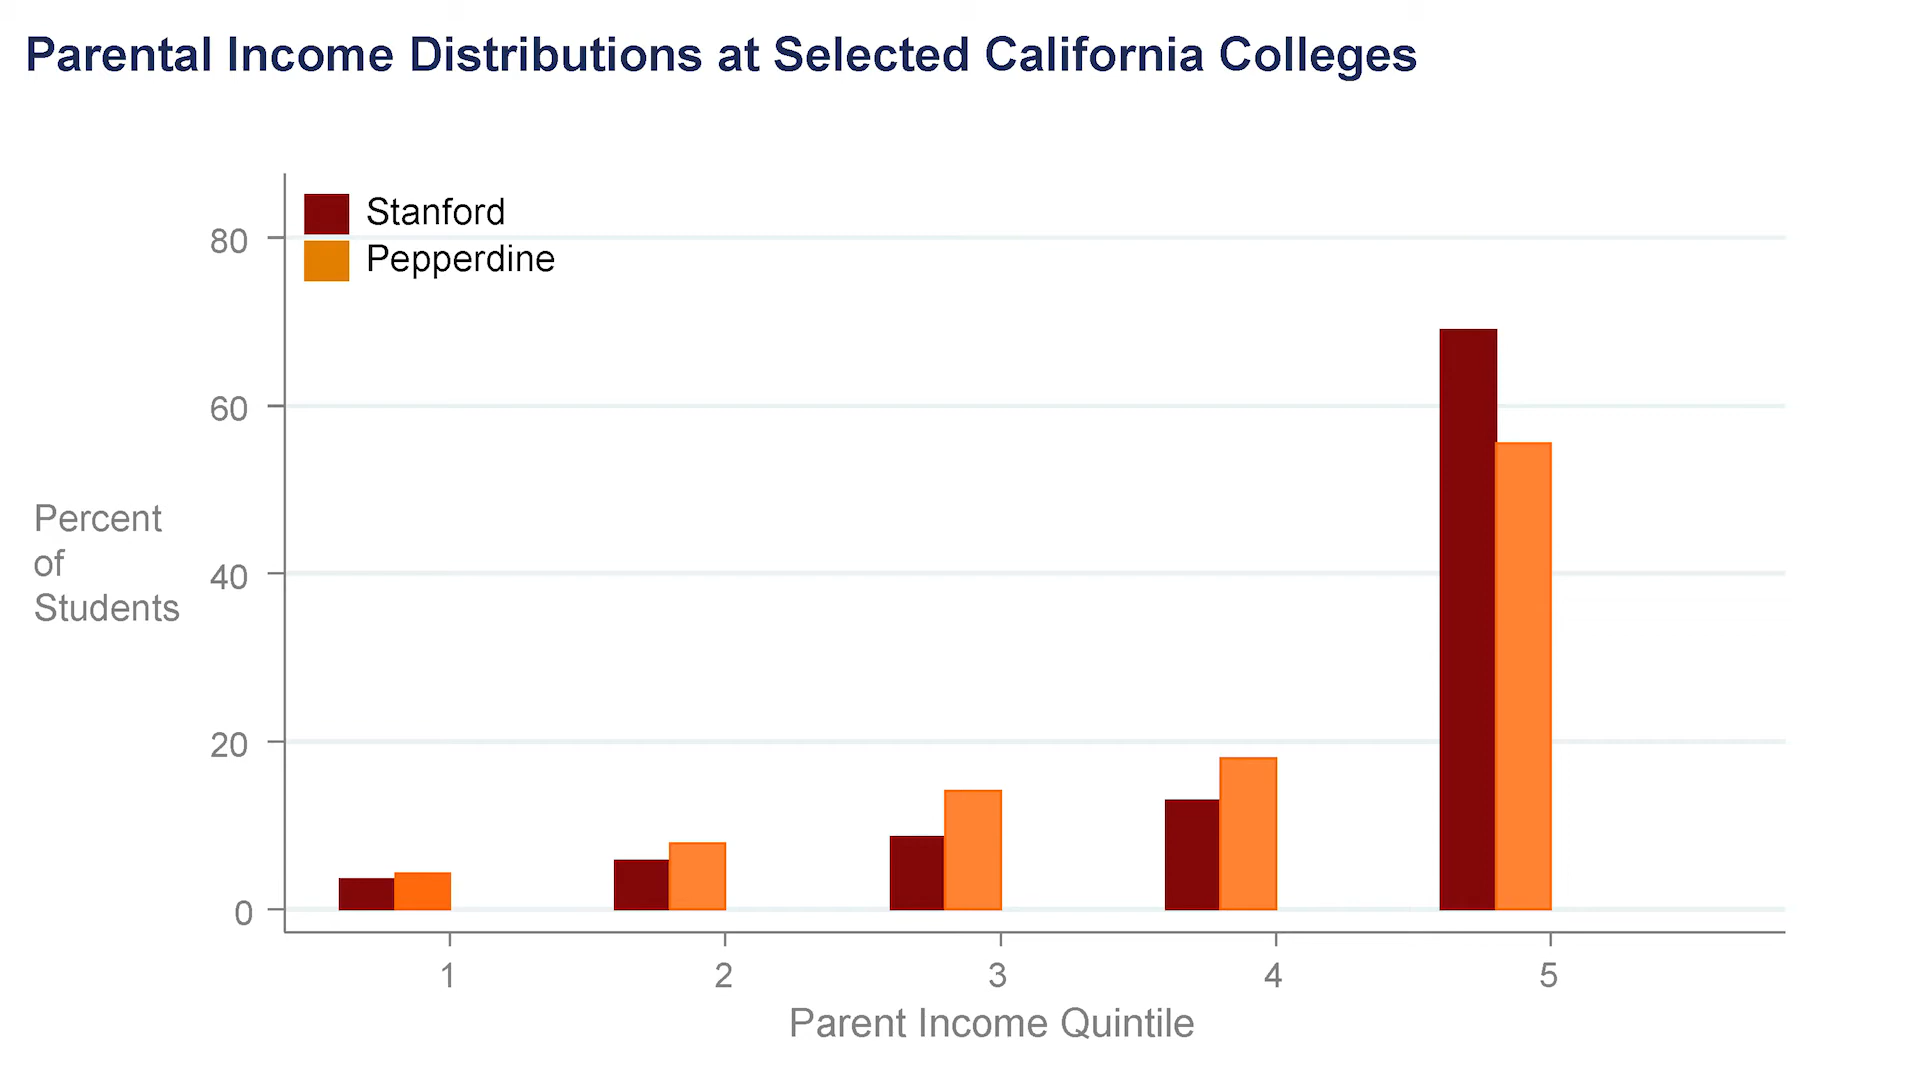 Parental Income Distributions at Selected California Colleges
Stanford
Pepperdine
80
60
40
20
0
Percent
of
Students
1 2 3 4 5
Parent Income Quintile